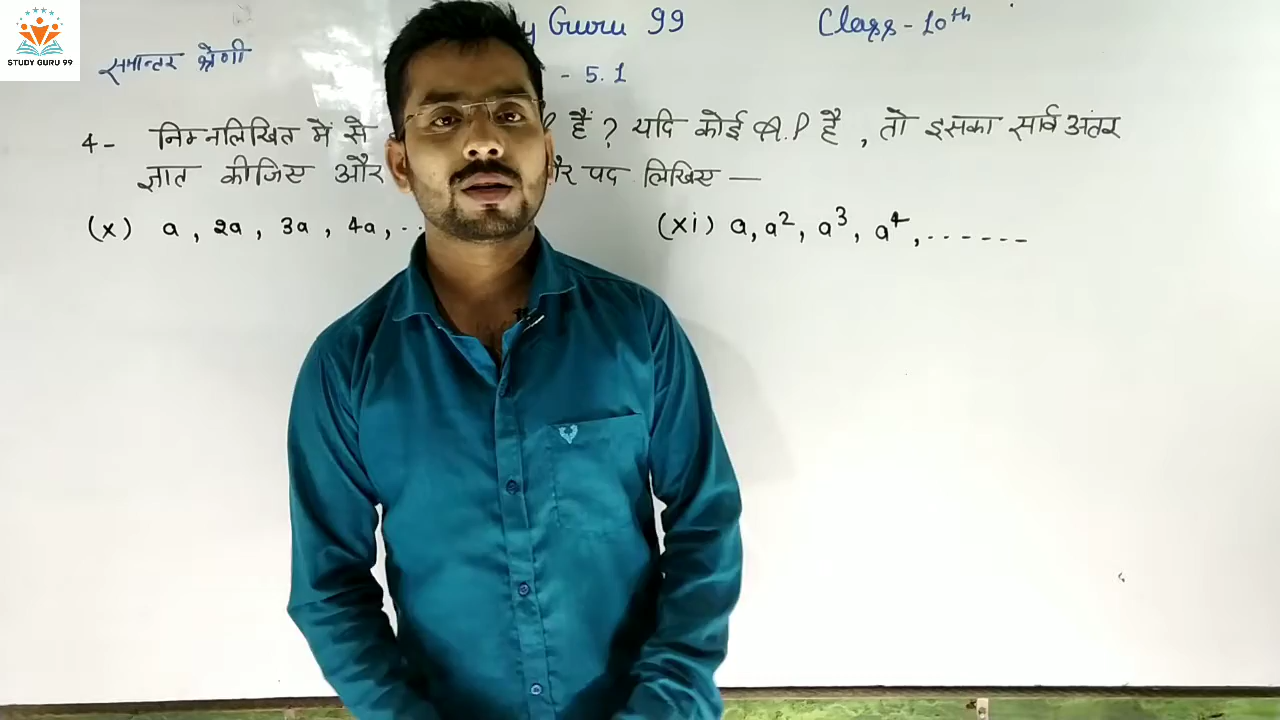 STUDY GURU 99
Guru 99
Class-10th
समान्तर श्रेणी
- 5.1
4- निम्नलिखित में से है ? यदि कोई A.P है , तो इसका सार्व अंतर
ज्ञात कीजिए और पद लिखिए —
(x) a , 2a , 3a , 4a , ..
(xi) a, a², a³, a⁴, .......